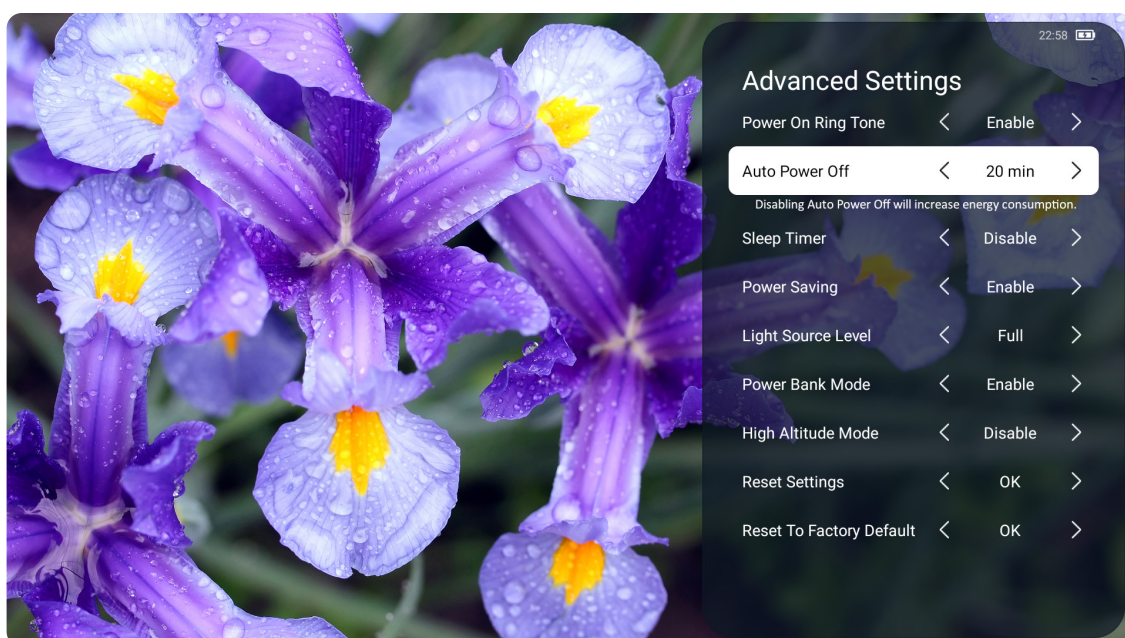 22:58
Advanced Settings
Power On Ring Tone Enable
Auto Power Off 20 min
Disabling Auto Power Off will increase energy consumption.
Sleep Timer Disable
Power Saving Enable
Light Source Level Full
Power Bank Mode Enable
High Altitude Mode Disable
Reset Settings OK
Reset To Factory Default OK